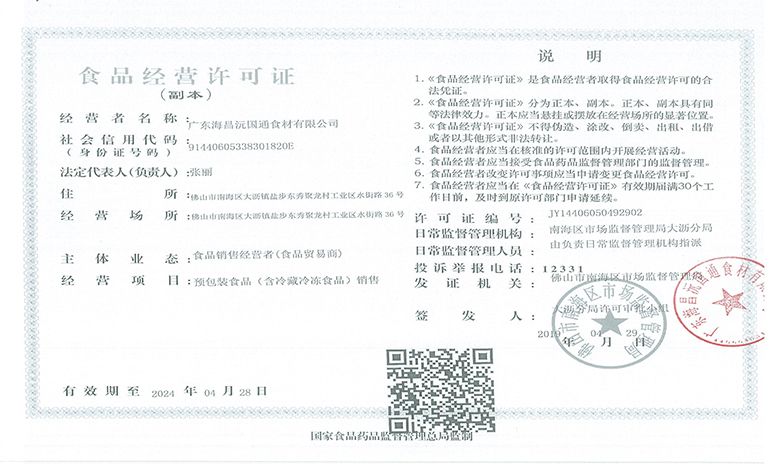 食品经营许可证
(副本)
经营者名称:广东海昌沅国通食材有限公司
社会信用代码:91440605338301820E
(身份证号码)
法定代表人(负责人):张丽
住所:佛山市南海区大沥镇盐步东秀聚龙村工业区水街路36号
经营场所:佛山市南海区大沥镇盐步东秀聚龙村工业区水街路36号
主体业态:食品销售经营者(食品贸易商)
经营项目:预包装食品(含冷藏冷冻食品)销售
有效期至 2024 年 04 月 28 日
说明
1.《食品经营许可证》是食品经营者取得食品经营许可的合
法凭证。
2.《食品经营许可证》分为正本、副本。正本、副本具有同
等法律效力。正本应当悬挂或摆放在经营场所的显著位置。
3.《食品经营许可证》不得伪造、涂改、倒卖、出租、出借
或者以其他形式非法转让。
4.食品经营者应当在核准的许可范围内开展经营活动。
5.食品经营者应当接受食品药品监督管理部门的监督管理。
6.食品经营者改变许可事项应当申请变更食品经营许可。
7.食品经营者应当在《食品经营许可证》有效期届满30个工
作日前,及时到原许可部门申请延续。
许可证编号:JY14406050492902
日常监督管理机构:南海区市场监督管理局大沥分局
日常监督管理人员:由负责日常监督管理机构指派
投诉举报电话:12331
发证机关:佛山市南海区市场监督管理局
签发人:大沥分局许可审批小组
2019 年 04 月 29 日
佛山市南海区市场监督管理局
国家食品药品监督管理总局监制